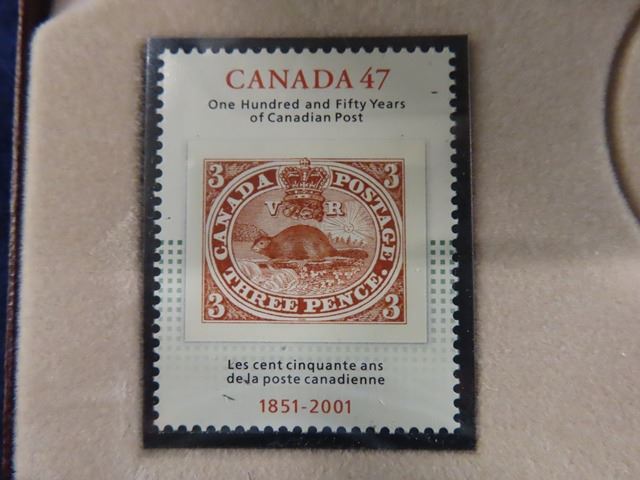 CANADA 47
One Hundred and Fifty Years
of Canadian Post
3 3
CANADA POSTAGE
V R
THREE PENCE.
3 3
Les cent cinquante ans
de la poste canadienne
1851-2001